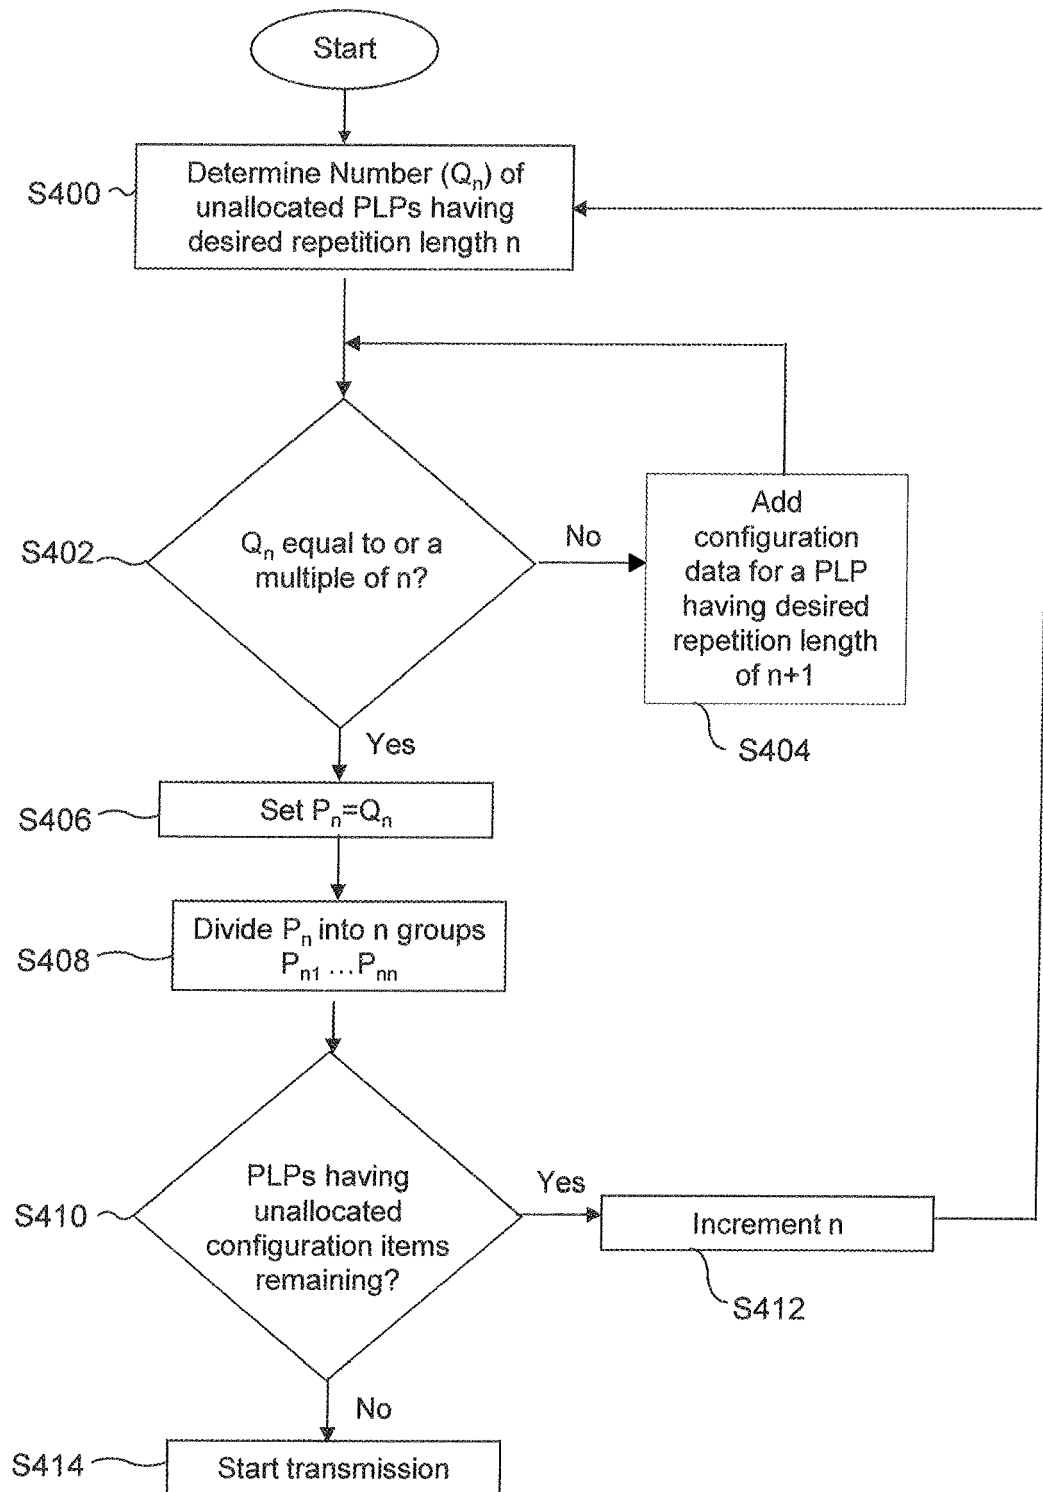 Start
S400
Determine Number (Qn) of
unallocated PLPs having
desired repetition length n
S402
Qn equal to or a
multiple of n?
No
Add
configuration
data for a PLP
having desired
repetition length
of n+1
S404
Yes
S406
Set Pn=Qn
S408
Divide Pn into n groups
Pn1 ...Pnn
S410
PLPs having
unallocated
configuration items
remaining?
Yes
Increment n
S412
No
S414
Start transmission